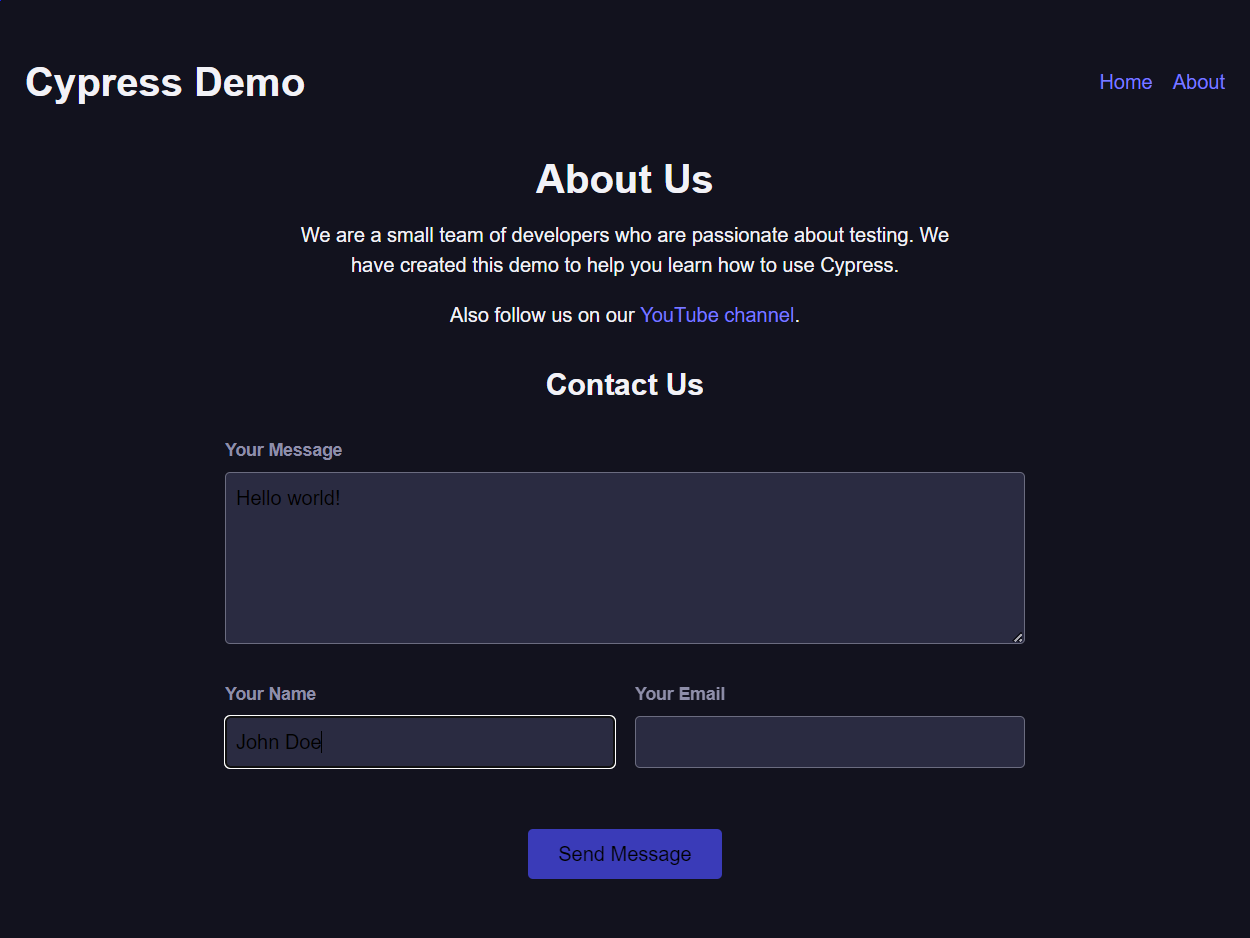 Cypress Demo
Home About
About Us
We are a small team of developers who are passionate about testing. We
have created this demo to help you learn how to use Cypress.
Also follow us on our YouTube channel.
Contact Us
Your Message
Hello world!
Your Name
John Doe
Your Email
Send Message